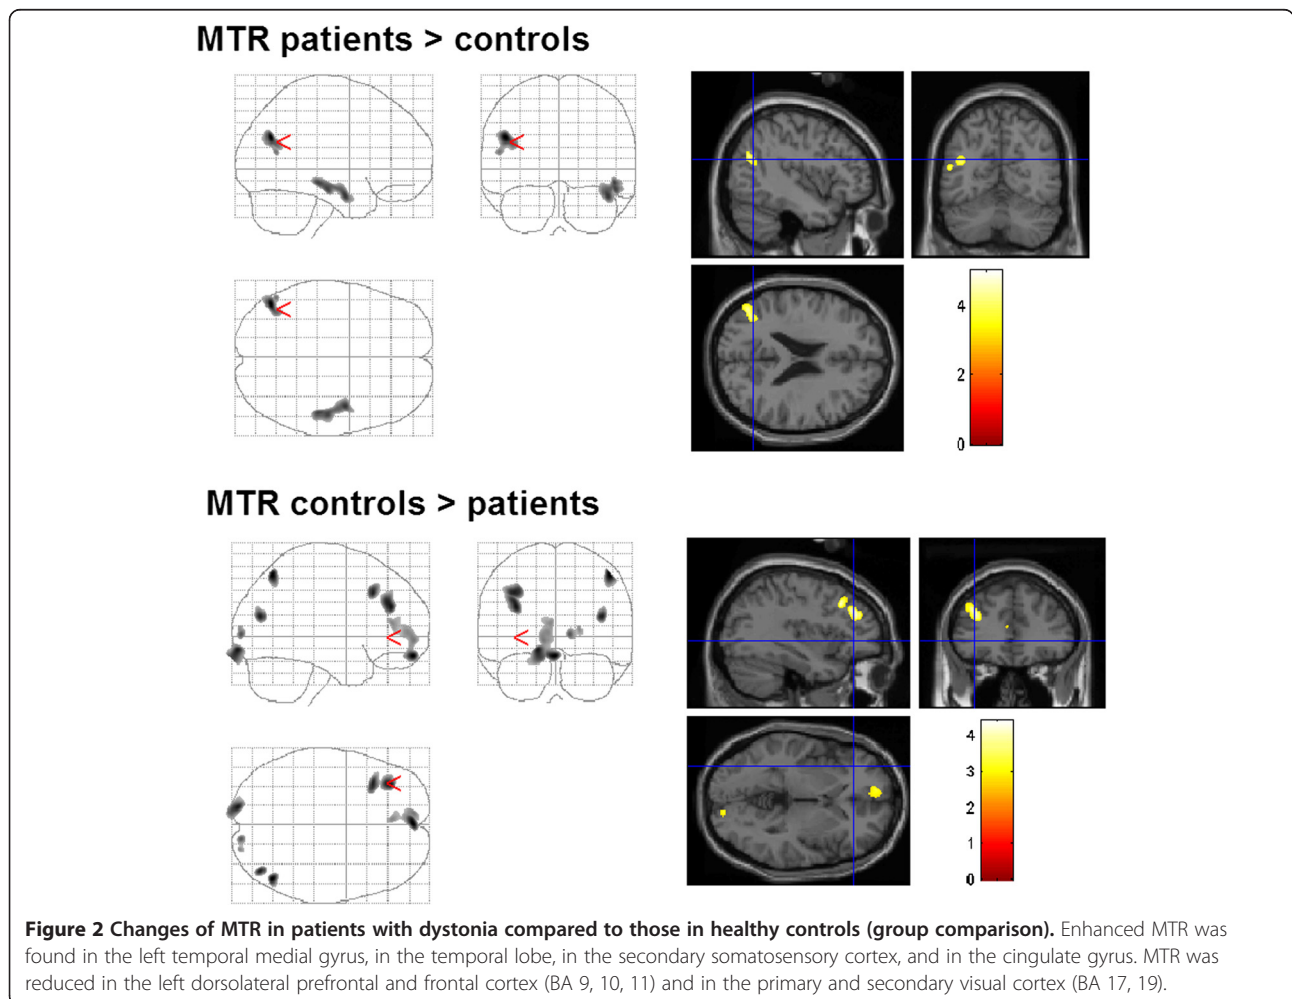 MTR patients > controls
4
2
0
MTR controls > patients
4
3
2
1
0
Figure 2 Changes of MTR in patients with dystonia compared to those in healthy controls (group comparison). Enhanced MTR was
found in the left temporal medial gyrus, in the temporal lobe, in the secondary somatosensory cortex, and in the cingulate gyrus. MTR was
reduced in the left dorsolateral prefrontal and frontal cortex (BA 9, 10, 11) and in the primary and secondary visual cortex (BA 17, 19).